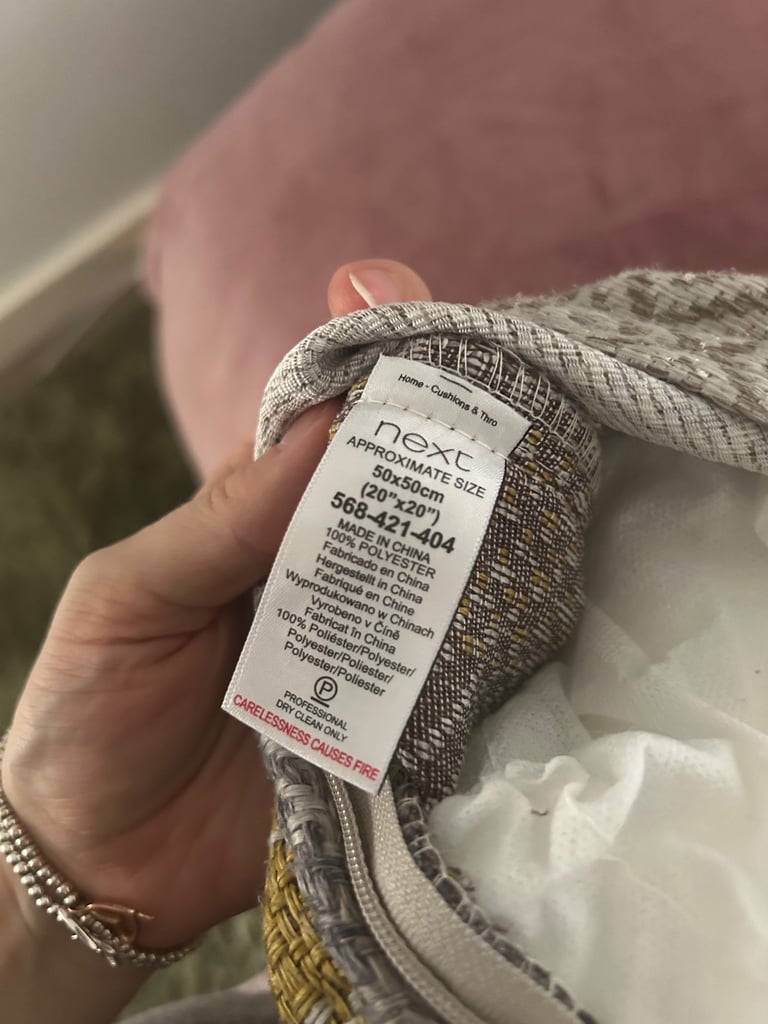 Home - Cushions & Thro
next
APPROXIMATE SIZE
50x50cm
(20"x20")
568-421-404
MADE IN CHINA
100% POLYESTER
Fabricado en China
Hergestellt in China
Fabriqué en Chine
Wyprodukowano w Chinach
Vyrobeno v Číně
Fabricat în China
100% Poliéster/Polyester/
Polyester/Poliester/
Polyester/Poliester
P
PROFESSIONAL
DRY CLEAN ONLY
CARELESSNESS CAUSES FIRE